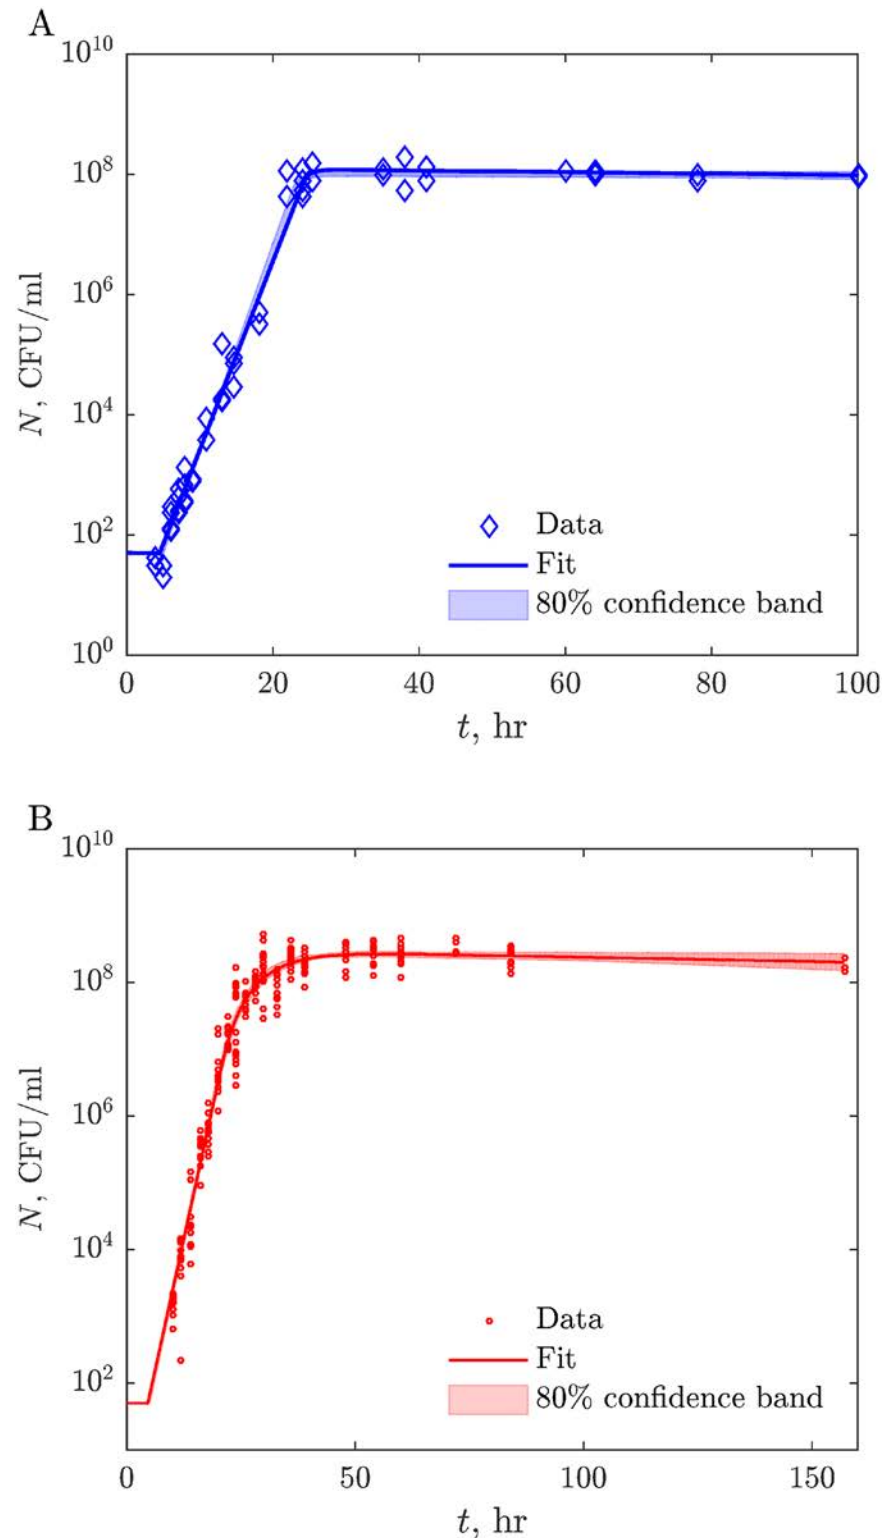 A
10^10
10^8
10^6
10^4
10^2
10^0
N, CFU/ml
Data
Fit
80% confidence band
0 20 40 60 80 100
t, hr
B
10^10
10^8
10^6
10^4
10^2
N, CFU/ml
Data
Fit
80% confidence band
0 50 100 150
t, hr